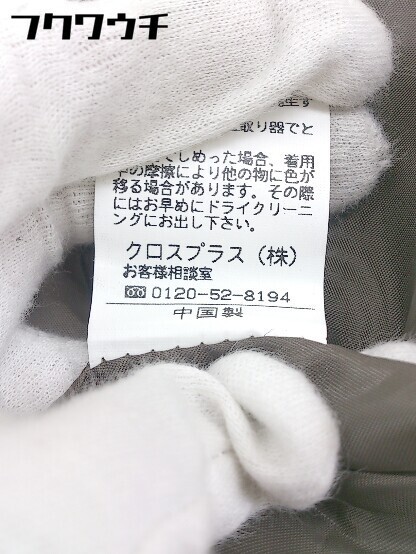 フクワウチ
取り器でと
しめった場合、着用
の摩擦により他の物に色が
移る場合があります。その際
にはお早めにドライクリーニ
ングにお出し下さい。
クロスプラス(株)
お客様相談室
0120-52-8194
中国製